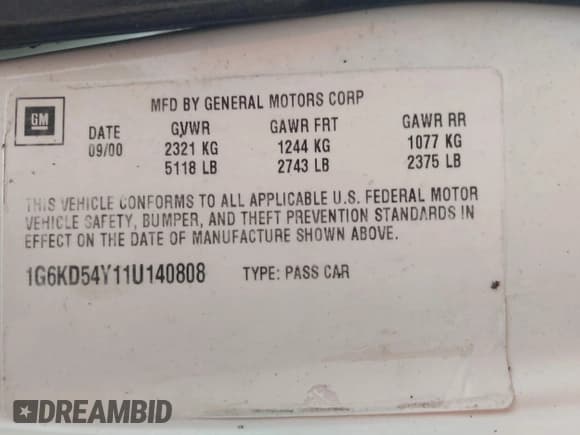 GM
MFD BY GENERAL MOTORS CORP
DATE GVWR GAWR FRT GAWR RR
09/00 2321 KG 1244 KG 1077 KG
5118 LB 2743 LB 2375 LB
THIS VEHICLE CONFORMS TO ALL APPLICABLE U.S. FEDERAL MOTOR
VEHICLE SAFETY, BUMPER, AND THEFT PREVENTION STANDARDS IN
EFFECT ON THE DATE OF MANUFACTURE SHOWN ABOVE.
1G6KD54Y11U140808 TYPE: PASS CAR
DREAMBID